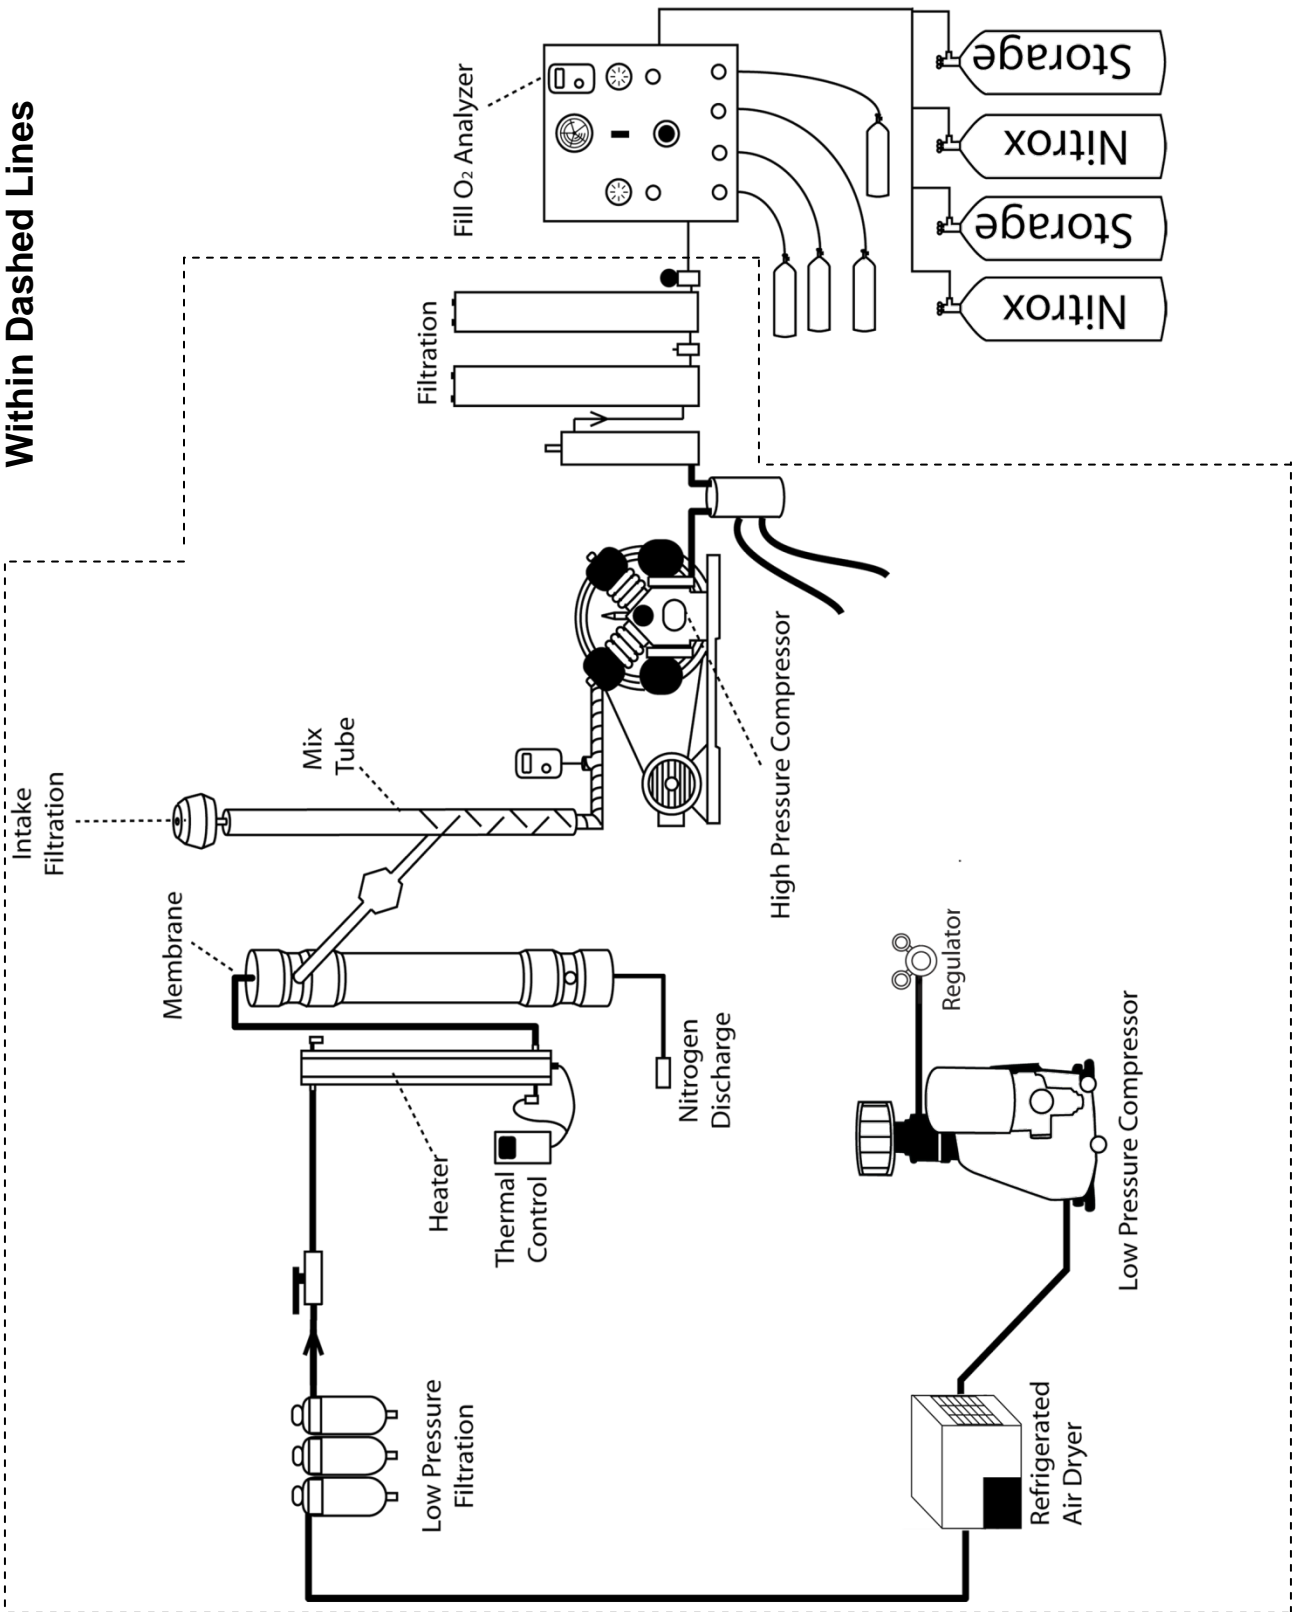 Within Dashed Lines
Intake
Filtration
Mix
Tube
Membrane
Filtration
Fill O₂ Analyzer
Heater
Thermal
Control
Low Pressure
Filtration
Nitrogen
Discharge
High Pressure Compressor
Regulator
Low Pressure Compressor
Refrigerated
Air Dryer
Storage
Nitrox
Storage
Nitrox